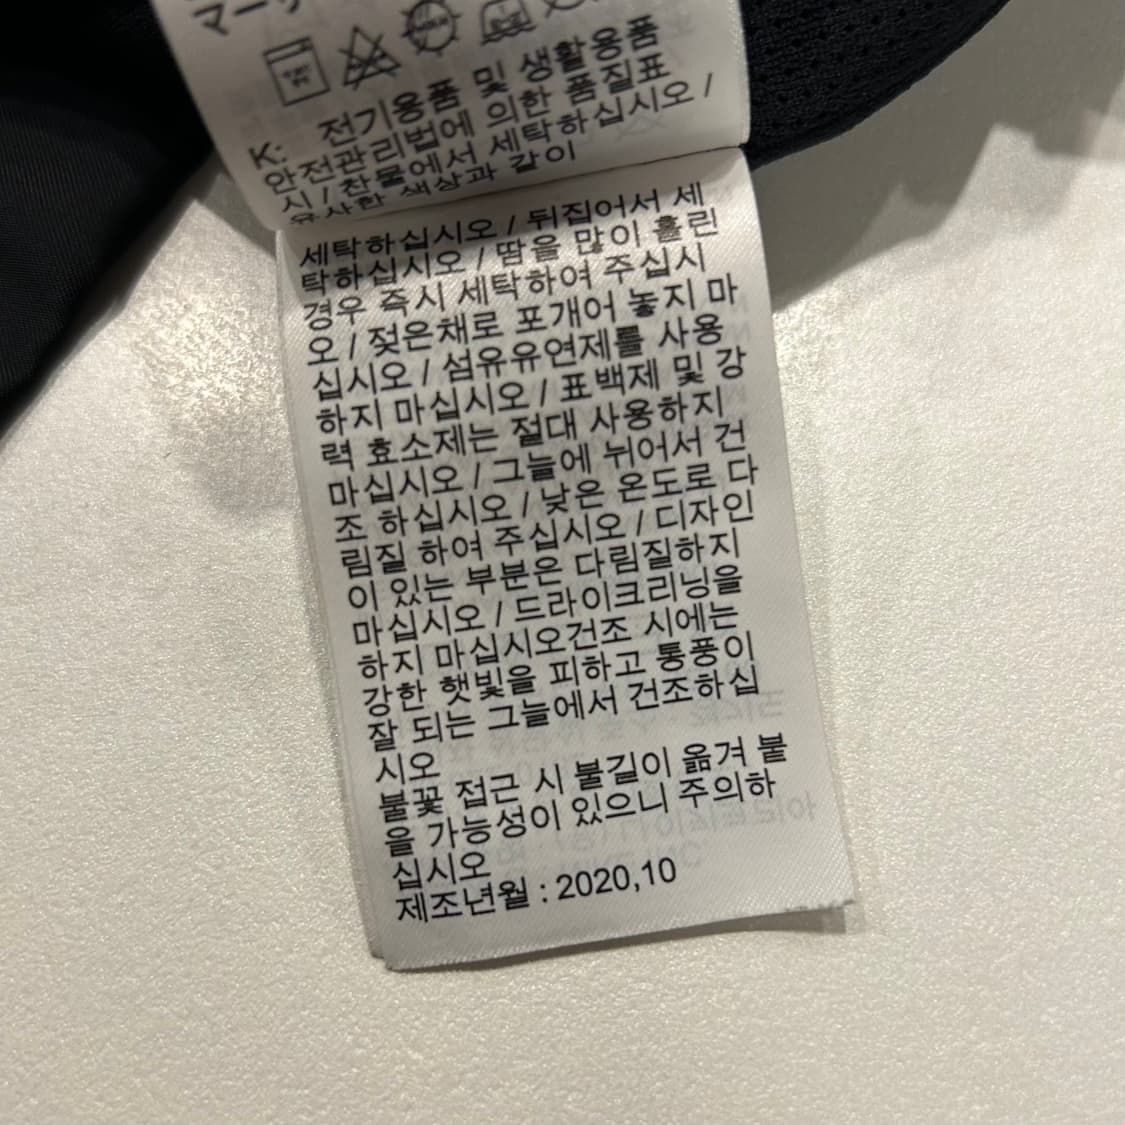 K: 전기용품 및 생활용품
안전관리법에 의한 품질표
시 / 찬물에서 세탁하십시오 /
유사한 색상과 같이
세탁하십시오 / 뒤집어서 세
탁하십시오 / 땀을 많이 흘린
경우 즉시 세탁하여 주십시
오 / 젖은채로 포개어 놓지 마
십시오 / 섬유유연제를 사용
하지 마십시오 / 표백제 및 강
력 효소제는 절대 사용하지
마십시오 / 그늘에 뉘어서 건
조 하십시오 / 낮은 온도로 다
림질 하여 주십시오 / 디자인
이 있는 부분은 다림질하지
마십시오 / 드라이크리닝을
하지 마십시오건조 시에는
강한 햇빛을 피하고 통풍이
잘 되는 그늘에서 건조하십
시오
불꽃 접근 시 불길이 옮겨 붙
을 가능성이 있으니 주의하
십시오
제조년월 : 2020,10